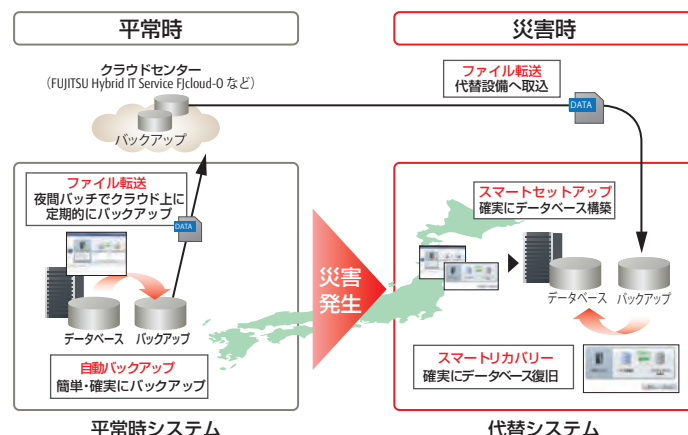 平常時
災害時
クラウドセンター
(FUJITSU Hybrid IT Service FJcloud-O など)
バックアップ
ファイル転送
代替設備へ取込
DATA
ファイル転送
夜間バッチでクラウド上に
定期的にバックアップ
DATA
データベース
バックアップ
自動バックアップ
簡単・確実にバックアップ
平常時システム
災害
発生
スマートセットアップ
確実にデータベース構築
データベース
バックアップ
スマートリカバリー
確実にデータベース復旧
代替システム